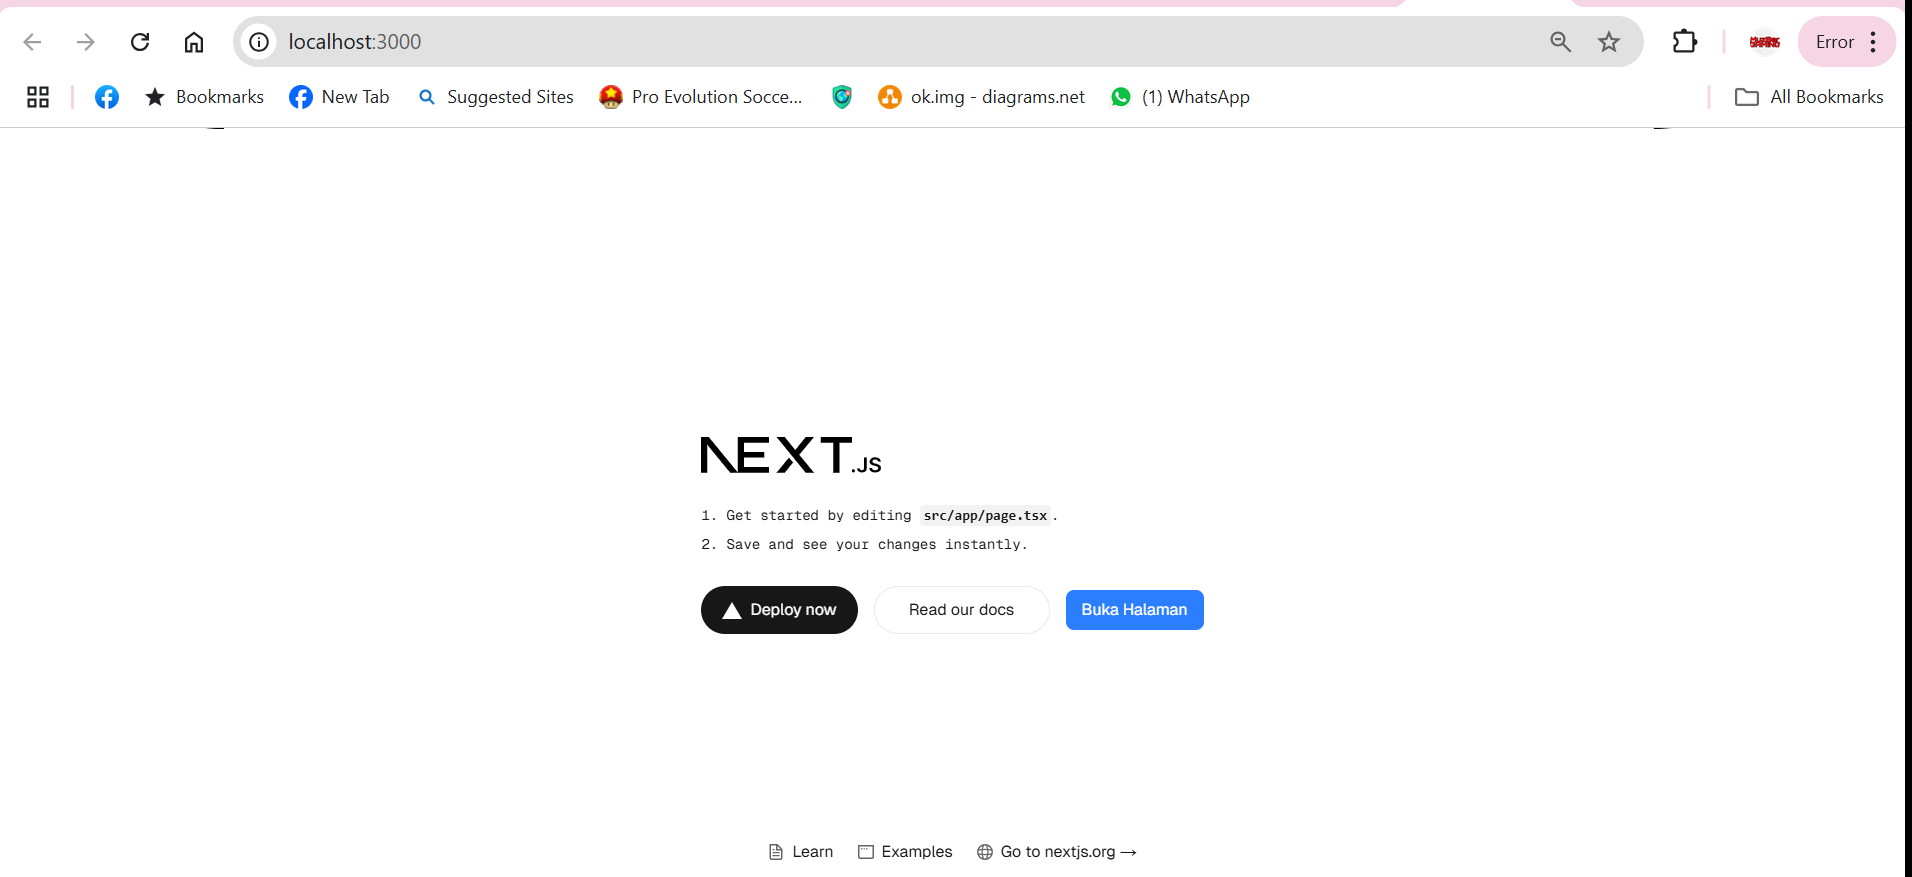 localhost:3000
Error
Bookmarks
New Tab
Suggested Sites
Pro Evolution Socce...
ok.img - diagrams.net
(1) WhatsApp
All Bookmarks
NEXT.JS
1. Get started by editing src/app/page.tsx.
2. Save and see your changes instantly.
Deploy now
Read our docs
Buka Halaman
Learn
Examples
Go to nextjs.org →